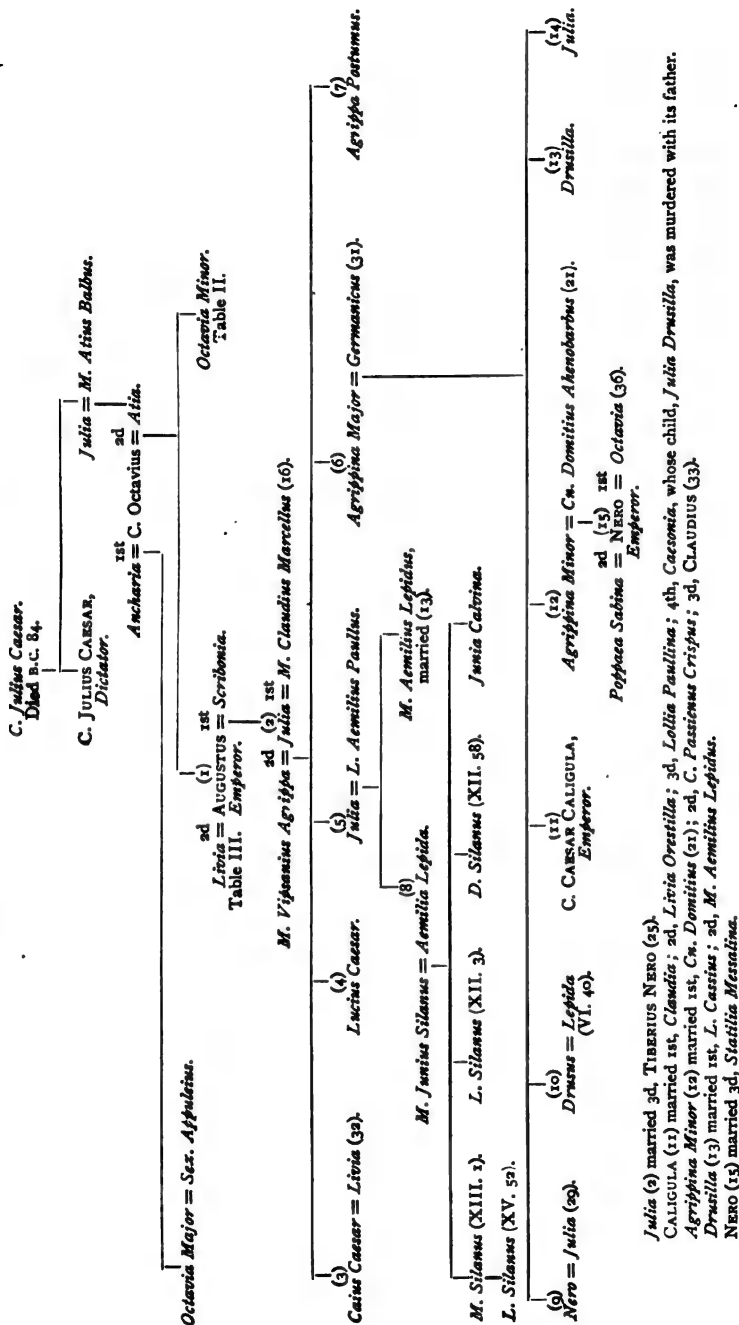 C. Julius Caesar.
Died B.C. 84.
C. JULIUS CAESAR,
Dictator.
Julia = M. Atius Balbus.
1st 2d
Ancharia = C. Octavius = Atia.
Octavia Major = Sex. Appuleius.
2d (1) 1st
Livia = AUGUSTUS = Scribonia.
Table III. Emperor.
Octavia Minor.
Table II.
2d (2) 1st
M. Vipsanius Agrippa = Julia = M. Claudius Marcellus (16).
(3) (4) (5) (6) (7)
Caius Caesar = Livia (32). Lucius Caesar. Julia = L. Aemilius Paullus. Agrippina Major = Germanicus (31). Agrippa Postumus.
(8)
M. Junius Silanus = Aemilia Lepida.
M. Aemilius Lepidus,
married (13).
M. Silanus (XIII. 1). L. Silanus (XII. 3). D. Silanus (XII. 58). Junia Calvina.
L. Silanus (XV. 52).
(9) (10) (11) (12) (13) (14)
Nero = Julia (29). Drusus = Lepida C. CAESAR CALIGULA, Agrippina Minor = Cn. Domitius Ahenobarbus (21). Drusilla. Julia.
(VI. 40). Emperor.
2d (15) 1st
Poppaea Sabina = NERO = Octavia (36).
Emperor.
Julia (2) married 3d, TIBERIUS NERO (25).
CALIGULA (11) married 1st, Claudia; 2d, Livia Orestilla; 3d, Lollia Paullina; 4th, Caesonia, whose child, Julia Drusilla, was murdered with its father.
Agrippina Minor (12) married 1st, Cn. Domitius (21); 2d, C. Passienus Crispus; 3d, CLAUDIUS (33).
Drusilla (13) married 1st, L. Cassius; 2d, M. Aemilius Lepidus.
NERO (15) married 3d, Statilia Messalina.